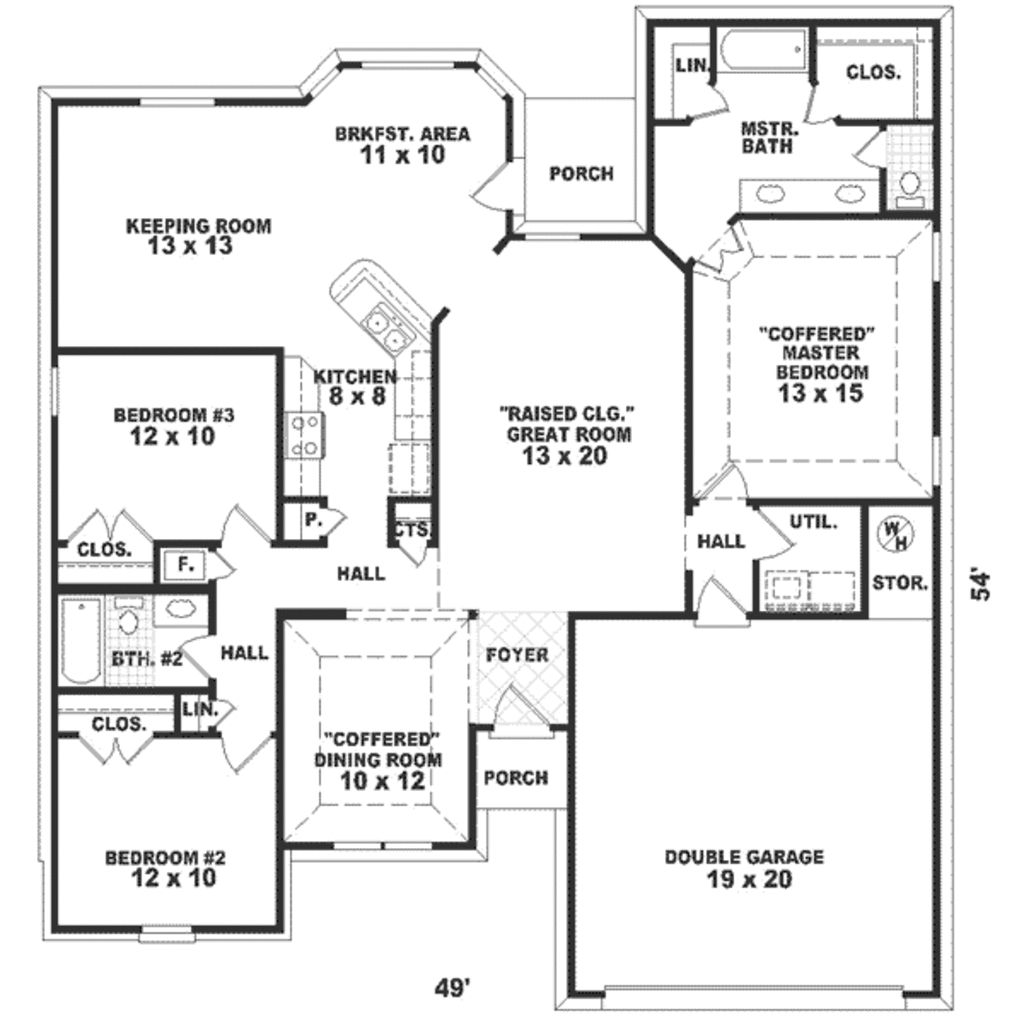 LIN.
CLOS.
MSTR.
BATH
BRKFST. AREA
11 x 10
PORCH
KEEPING ROOM
13 x 13
"COFFERED"
MASTER
BEDROOM
13 x 15
KITCHEN
8 x 8
BEDROOM #3
12 x 10
"RAISED CLG."
GREAT ROOM
13 x 20
P.
CTS.
UTIL.
W
H
HALL
CLOS.
F.
HALL
STOR.
54'
BTH. #2
HALL
FOYER
LIN.
CLOS.
"COFFERED"
DINING ROOM
10 x 12
PORCH
BEDROOM #2
12 x 10
DOUBLE GARAGE
19 x 20
49'